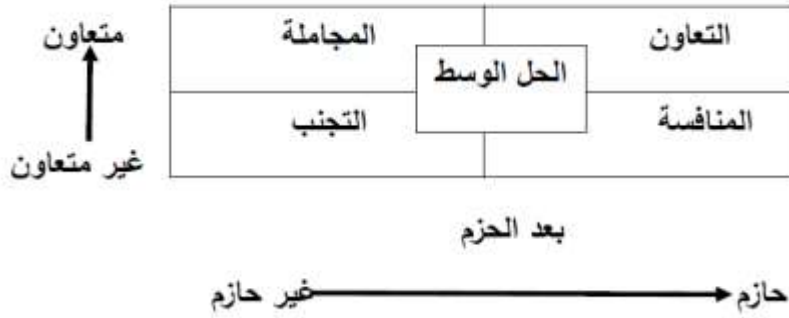 متعاون
المجاملة
التعاون
الحل الوسط
غير متعاون
التجنب
المنافسة
بعد الحزم
غير حازم
حازم